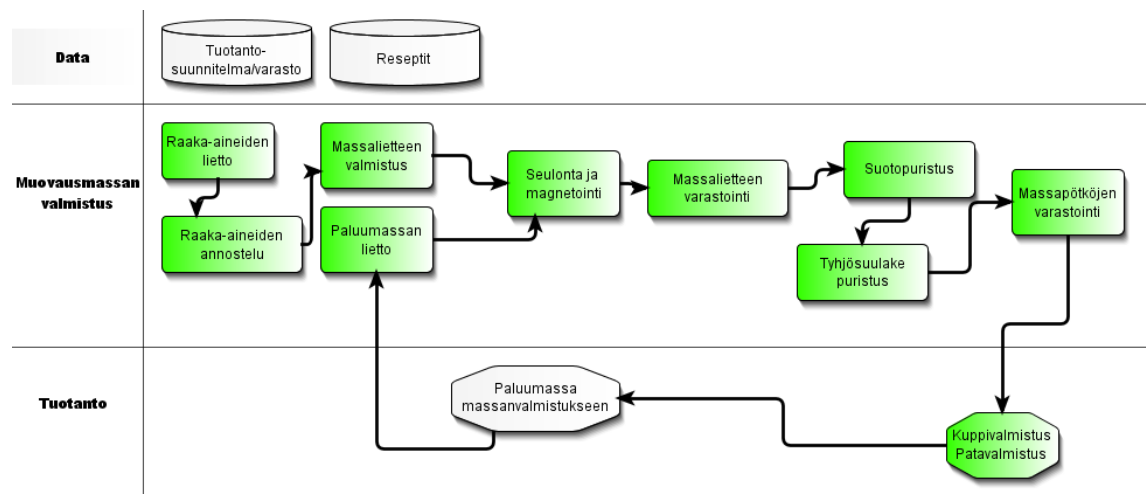 Data
Tuotanto-
suunnitelma/varasto
Reseptit
Muovausmassan
valmistus
Raaka-aineiden
lietto
Raaka-aineiden
annostelu
Massalietteen
valmistus
Paluumassan
lietto
Seulonta ja
magnetointi
Massalietteen
varastointi
Suotopuristus
Tyhjösuulake
puristus
Massapötköjen
varastointi
Tuotanto
Paluumassa
massanvalmistukseen
Kuppivalmistus
Patavalmistus